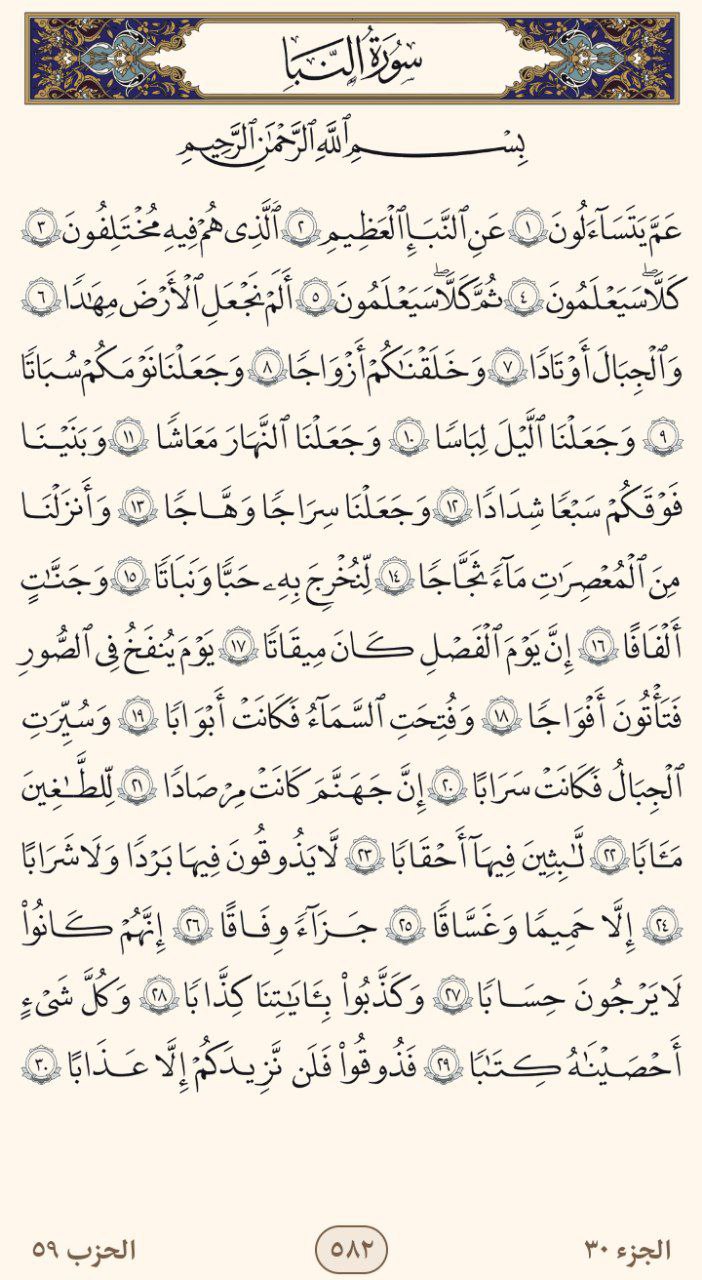 سُورَةُ النَّبَإِ
بِسۡمِ ٱللَّهِ ٱلرَّحۡمَٰنِ ٱلرَّحِيمِ
عَمَّ يَتَسَآءَلُونَ ١ عَنِ ٱلنَّبَإِ ٱلۡعَظِيمِ ٢ ٱلَّذِي هُمۡ فِيهِ مُخۡتَلِفُونَ ٣
كَلَّاۖ سَيَعۡلَمُونَ ٤ ثُمَّ كَلَّاۖ سَيَعۡلَمُونَ ٥ أَلَمۡ نَجۡعَلِ ٱلۡأَرۡضَ مِهَٰدٗا ٦
وَٱلۡجِبَالَ أَوۡتَادٗا ٧ وَخَلَقۡنَٰكُمۡ أَزۡوَٰجٗا ٨ وَجَعَلۡنَا نَوۡمَكُمۡ سُبَاتٗا
٩ وَجَعَلۡنَا ٱلَّيۡلَ لِبَاسٗا ١٠ وَجَعَلۡنَا ٱلنَّهَارَ مَعَاشٗا ١١ وَبَنَيۡنَا
فَوۡقَكُمۡ سَبۡعٗا شِدَادٗا ١٢ وَجَعَلۡنَا سِرَاجٗا وَهَّاجٗا ١٣ وَأَنزَلۡنَا
مِنَ ٱلۡمُعۡصِرَٰتِ مَآءٗ ثَجَّاجٗا ١٤ لِّنُخۡرِجَ بِهِۦ حَبّٗا وَنَبَاتٗا ١٥ وَجَنَّٰتٍ
أَلۡفَافًا ١٦ إِنَّ يَوۡمَ ٱلۡفَصۡلِ كَانَ مِيقَٰتٗا ١٧ يَوۡمَ يُنفَخُ فِي ٱلصُّورِ
فَتَأۡتُونَ أَفۡوَاجٗا ١٨ وَفُتِحَتِ ٱلسَّمَآءُ فَكَانَتۡ أَبۡوَٰبٗا ١٩ وَسُيِّرَتِ
ٱلۡجِبَالُ فَكَانَتۡ سَرَابًا ٢٠ إِنَّ جَهَنَّمَ كَانَتۡ مِرۡصَادٗا ٢١ لِّلطَّٰغِينَ
مَـَٔابٗا ٢٢ لَّٰبِثِينَ فِيهَآ أَحۡقَابٗا ٢٣ لَّا يَذُوقُونَ فِيهَا بَرۡدٗا وَلَا شَرَابًا
٢٤ إِلَّا حَمِيمٗا وَغَسَّاقٗا ٢٥ جَزَآءٗ وِفَاقًا ٢٦ إِنَّهُمۡ كَانُواْ
لَا يَرۡجُونَ حِسَابٗا ٢٧ وَكَذَّبُواْ بِـَٔايَٰتِنَا كِذَّابٗا ٢٨ وَكُلَّ شَيۡءٍ
أَحۡصَيۡنَٰهُ كِتَٰبٗا ٢٩ فَذُوقُواْ فَلَن نَّزِيدَكُمۡ إِلَّا عَذَابًا ٣٠
الجزء ٣٠ ٥٨٢ الحزب ٥٩